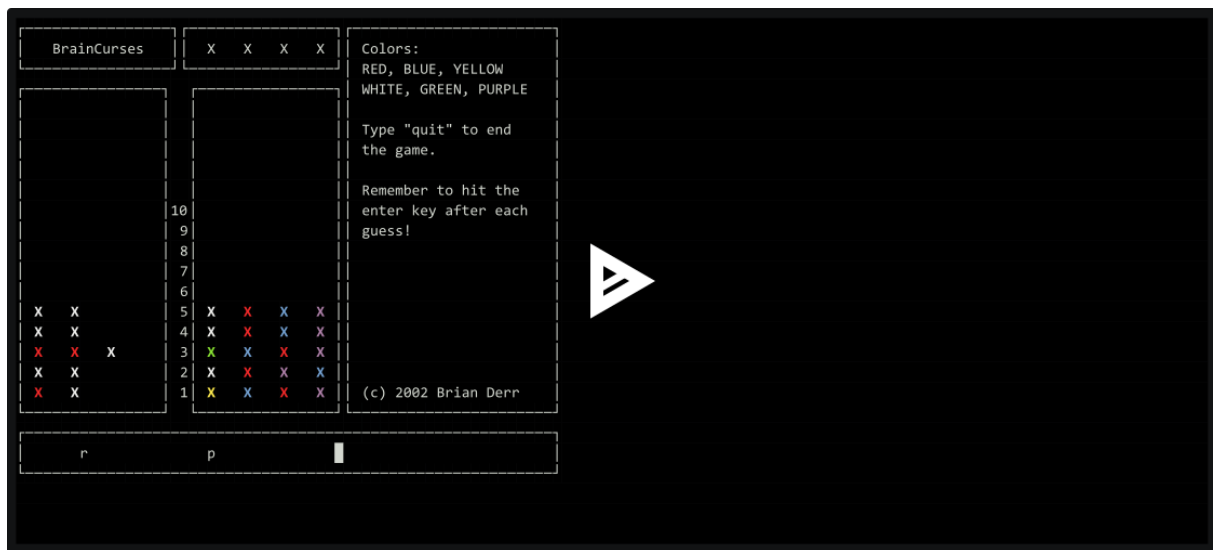 BrainCurses
X X X X
Colors:
RED, BLUE, YELLOW
WHITE, GREEN, PURPLE
Type "quit" to end
the game.
Remember to hit the
enter key after each
guess!
10
9
8
7
6
X X 5 X X X X
X X 4 X X X X
X X X 3 X X X X
X X 2 X X X X
X X 1 X X X X
(c) 2002 Brian Derr
r p